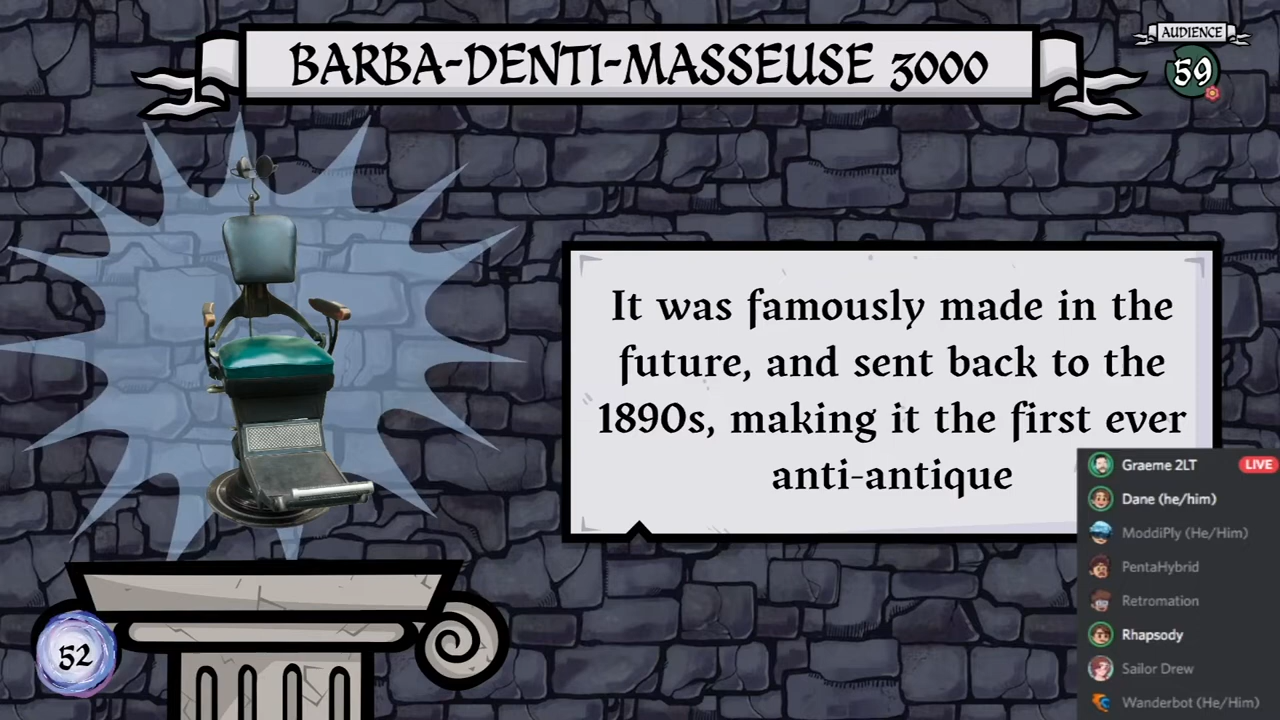 BARBA-DENTI-MASSEUSE 3000
AUDIENCE
59
It was famously made in the
future, and sent back to the
1890s, making it the first ever
anti-antique
Graeme 2LT LIVE
Dane (he/him)
ModdiPly (He/Him)
PentaHybrid
Retromation
Rhapsody
Sailor Drew
Wanderbot (He/Him)
52